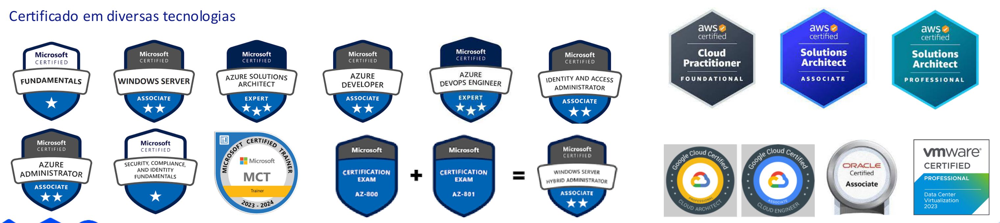 Certificado em diversas tecnologias
Microsoft
CERTIFIED
FUNDAMENTALS
Microsoft
CERTIFIED
WINDOWS SERVER
ASSOCIATE
Microsoft
CERTIFIED
AZURE SOLUTIONS
ARCHITECT
EXPERT
Microsoft
CERTIFIED
AZURE
DEVELOPER
ASSOCIATE
Microsoft
CERTIFIED
AZURE
DEVOPS ENGINEER
EXPERT
Microsoft
CERTIFIED
IDENTITY AND ACCESS
ADMINISTRATOR
ASSOCIATE
aws
certified
Cloud
Practitioner
FOUNDATIONAL
aws
certified
Solutions
Architect
ASSOCIATE
aws
certified
Solutions
Architect
PROFESSIONAL
Microsoft
CERTIFIED
AZURE
ADMINISTRATOR
ASSOCIATE
Microsoft
CERTIFIED
SECURITY, COMPLIANCE,
AND IDENTITY
FUNDAMENTALS
MICROSOFT CERTIFIED TRAINER
Microsoft
MCT
Trainer
2023 - 2024
Microsoft
CERTIFICATION
EXAM
AZ-800
+
Microsoft
CERTIFICATION
EXAM
AZ-801
=
Microsoft
CERTIFIED
WINDOWS SERVER
HYBRID ADMINISTRATOR
ASSOCIATE
Google Cloud Certified
PROFESSIONAL
CLOUD ARCHITECT
Google Cloud Certified
ASSOCIATE
CLOUD ENGINEER
ORACLE
Certified
Associate
vmware®
CERTIFIED
PROFESSIONAL
Data Center
Virtualization
2023